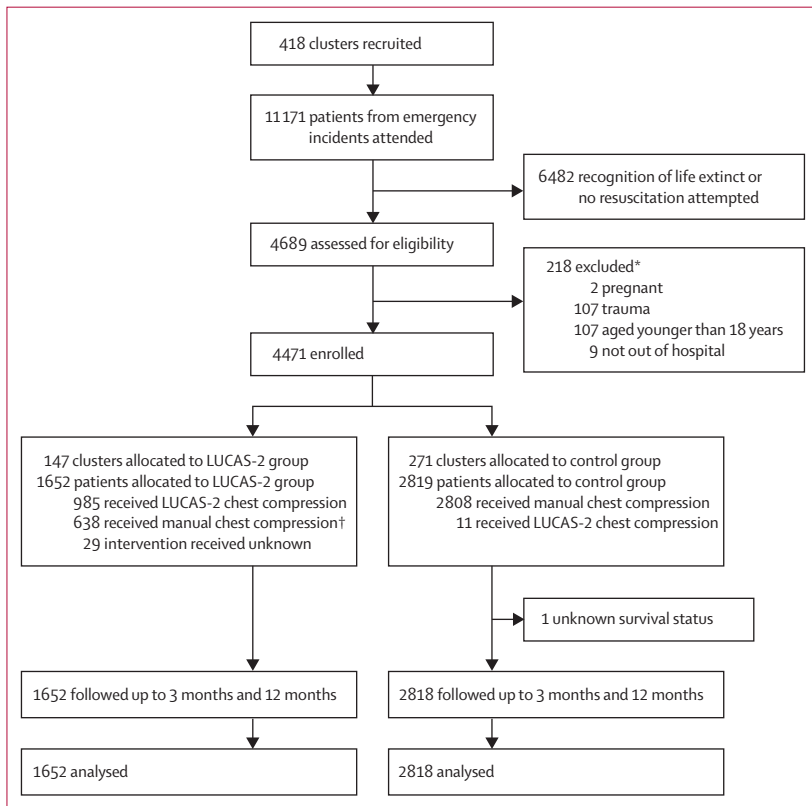 418 clusters recruited
11 171 patients from emergency
incidents attended
6482 recognition of life extinct or
no resuscitation attempted
4689 assessed for eligibility
218 excluded*
2 pregnant
107 trauma
107 aged younger than 18 years
9 not out of hospital
4471 enrolled
147 clusters allocated to LUCAS-2 group
1652 patients allocated to LUCAS-2 group
985 received LUCAS-2 chest compression
638 received manual chest compression†
29 intervention received unknown
271 clusters allocated to control group
2819 patients allocated to control group
2808 received manual chest compression
11 received LUCAS-2 chest compression
1 unknown survival status
1652 followed up to 3 months and 12 months
2818 followed up to 3 months and 12 months
1652 analysed
2818 analysed